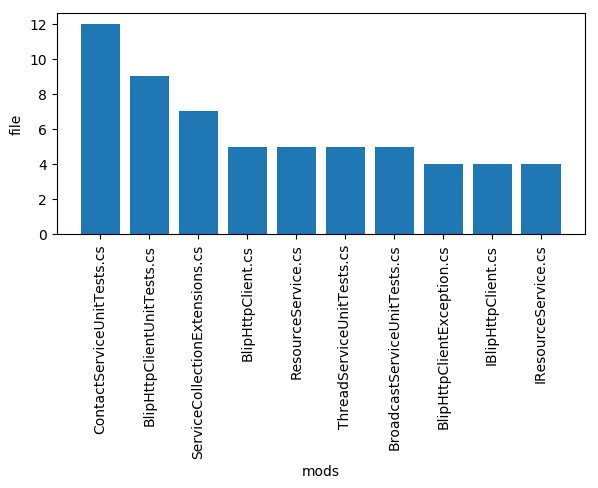 12
10
8
6
4
2
0
file
ContactServiceUnitTests.cs
BlipHttpClientUnitTests.cs
ServiceCollectionExtensions.cs
BlipHttpClient.cs
ResourceService.cs
ThreadServiceUnitTests.cs
BroadcastServiceUnitTests.cs
BlipHttpClientException.cs
IBlipHttpClient.cs
IResourceService.cs
mods